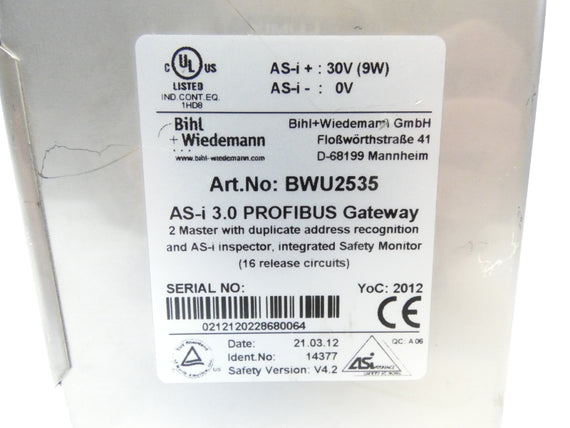 c UL US
LISTED
IND.CONT.EQ.
1HD8
AS-i + : 30V (9W)
AS-i - : 0V
Bihl
+ Wiedemann
www.bihl-wiedemann.com
Bihl+Wiedemann GmbH
Floßwörthstraße 41
D-68199 Mannheim
Art.No: BWU2535
AS-i 3.0 PROFIBUS Gateway
2 Master with duplicate address recognition
and AS-i inspector, integrated Safety Monitor
(16 release circuits)
SERIAL NO:
YoC: 2012
0212120228680064
CE
QC. A 06
Date: 21.03.12
Ident.No: 14377
Safety Version: V4.2
US
ASi